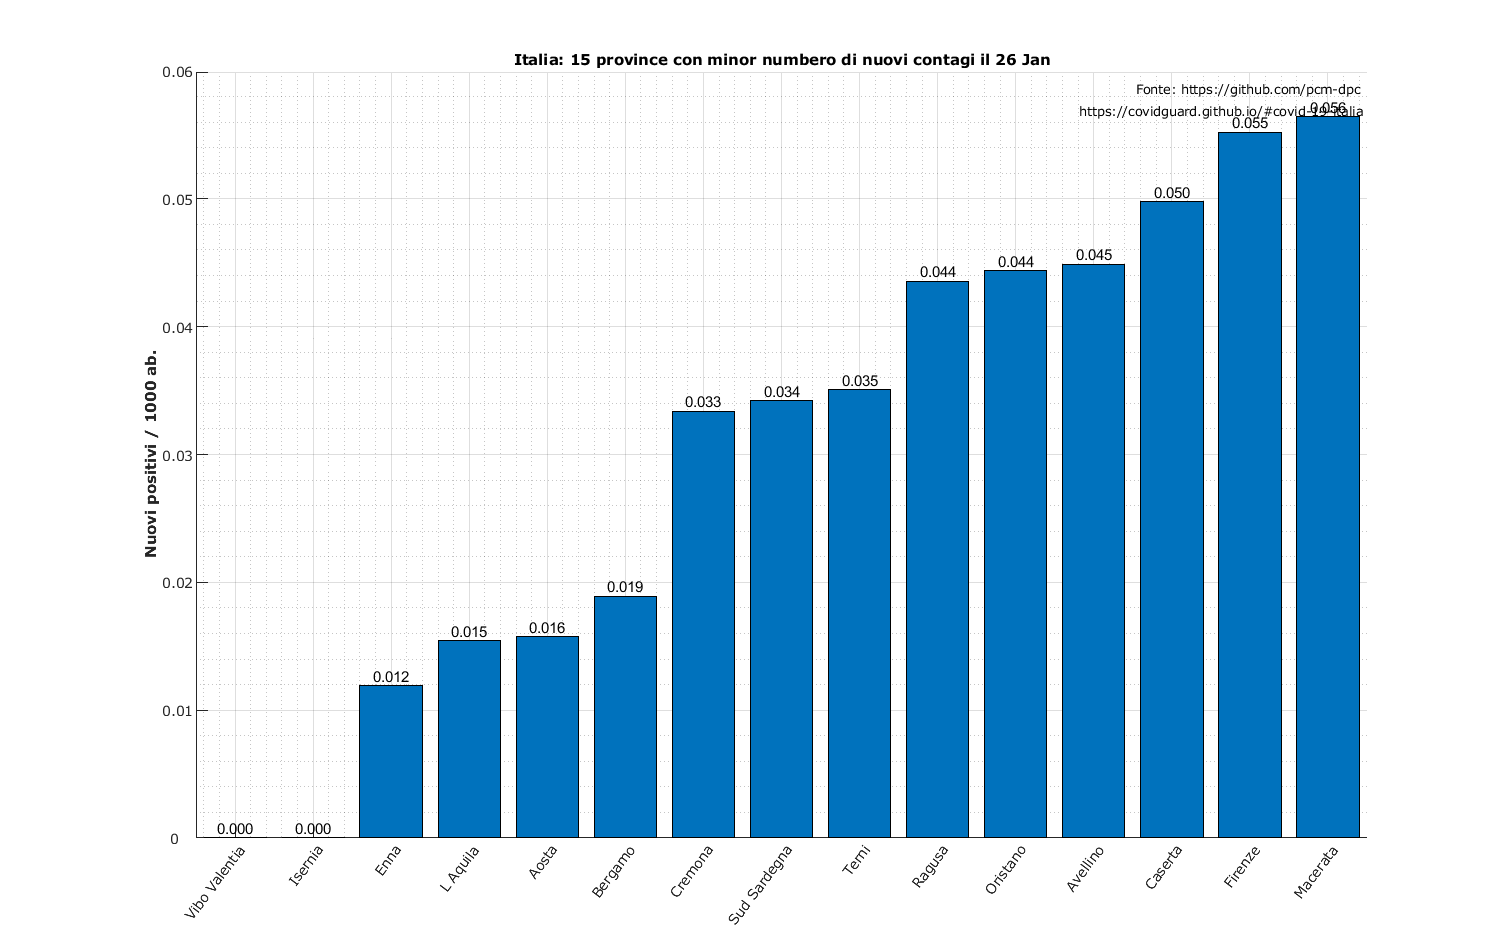 Italia: 15 province con minor numbero di nuovi contagi il 26 Jan
Fonte: https://github.com/pcm-dpc
https://covidguard.github.io/#covid-19-italia
Nuovi positivi / 1000 ab.
0.06
0.05
0.04
0.03
0.02
0.01
0
0.000
0.000
0.012
0.015
0.016
0.019
0.033
0.034
0.035
0.044
0.044
0.045
0.050
0.055
0.056
Vibo Valentia
Isernia
Enna
L Aquila
Aosta
Bergamo
Cremona
Sud Sardegna
Terni
Ragusa
Oristano
Avellino
Caserta
Firenze
Macerata